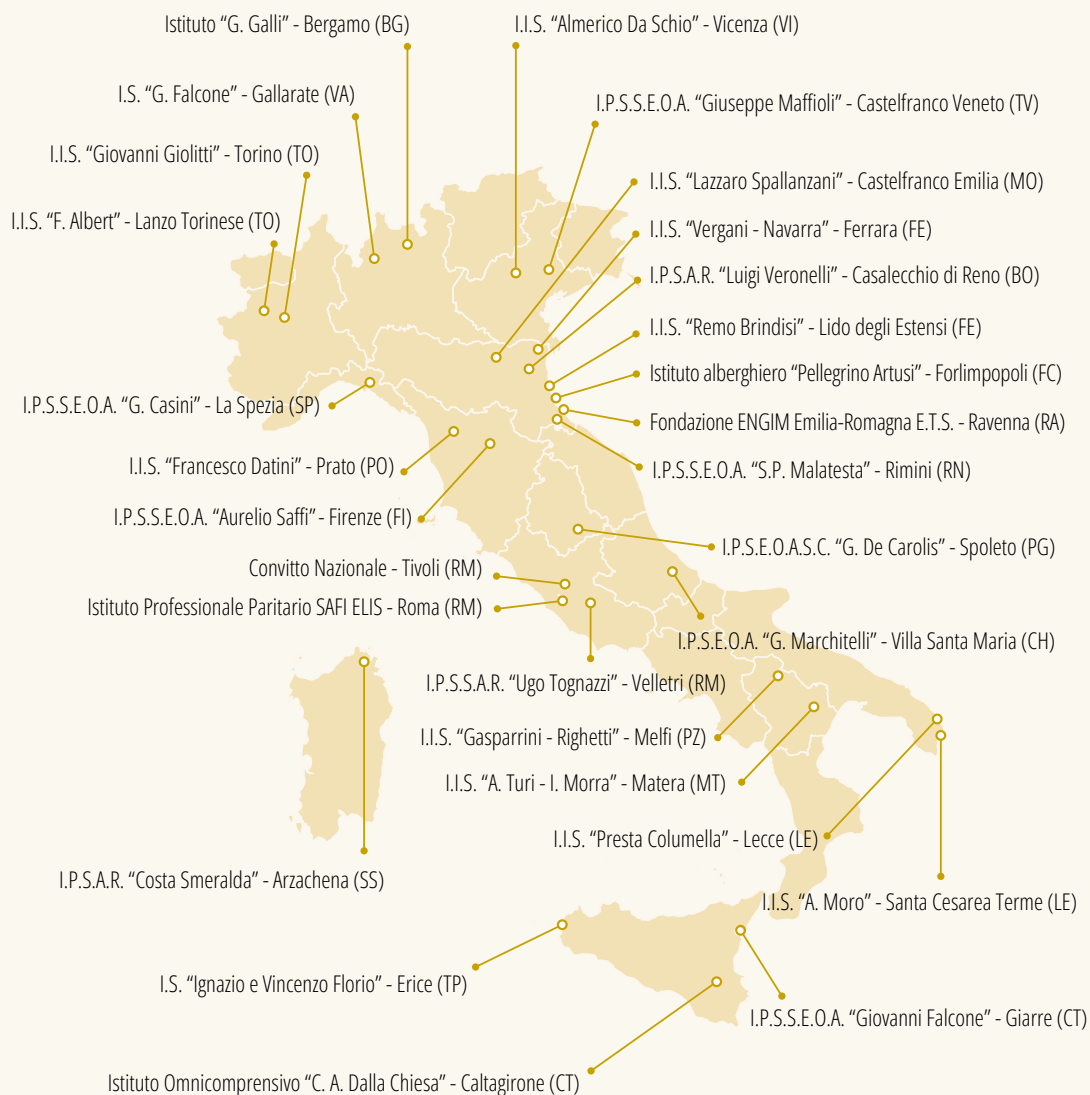 Istituto “G. Galli” - Bergamo (BG)
I.I.S. “Almerico Da Schio” - Vicenza (VI)
I.S. “G. Falcone” - Gallarate (VA)
I.P.S.S.E.O.A. “Giuseppe Maffioli” - Castelfranco Veneto (TV)
I.I.S. “Giovanni Giolitti” - Torino (TO)
I.I.S. “Lazzaro Spallanzani” - Castelfranco Emilia (MO)
I.I.S. “F. Albert” - Lanzo Torinese (TO)
I.I.S. “Vergani - Navarra” - Ferrara (FE)
I.P.S.A.R. “Luigi Veronelli” - Casalecchio di Reno (BO)
I.I.S. “Remo Brindisi” - Lido degli Estensi (FE)
Istituto alberghiero “Pellegrino Artusi” - Forlimpopoli (FC)
I.P.S.S.E.O.A. “G. Casini” - La Spezia (SP)
Fondazione ENGIM Emilia-Romagna E.T.S. - Ravenna (RA)
I.I.S. “Francesco Datini” - Prato (PO)
I.P.S.S.E.O.A. “S.P. Malatesta” - Rimini (RN)
I.P.S.S.E.O.A. “Aurelio Saffi” - Firenze (FI)
I.P.S.E.O.A.S.C. “G. De Carolis” - Spoleto (PG)
Convitto Nazionale - Tivoli (RM)
Istituto Professionale Paritario SAFI ELIS - Roma (RM)
I.P.S.E.O.A. “G. Marchitelli” - Villa Santa Maria (CH)
I.P.S.S.A.R. “Ugo Tognazzi” - Velletri (RM)
I.I.S. “Gasparrini - Righetti” - Melfi (PZ)
I.I.S. “A. Turi - I. Morra” - Matera (MT)
I.I.S. “Presta Columella” - Lecce (LE)
I.P.S.A.R. “Costa Smeralda” - Arzachena (SS)
I.I.S. “A. Moro” - Santa Cesarea Terme (LE)
I.S. “Ignazio e Vincenzo Florio” - Erice (TP)
I.P.S.S.E.O.A. “Giovanni Falcone” - Giarre (CT)
Istituto Omnicomprensivo “C. A. Dalla Chiesa” - Caltagirone (CT)